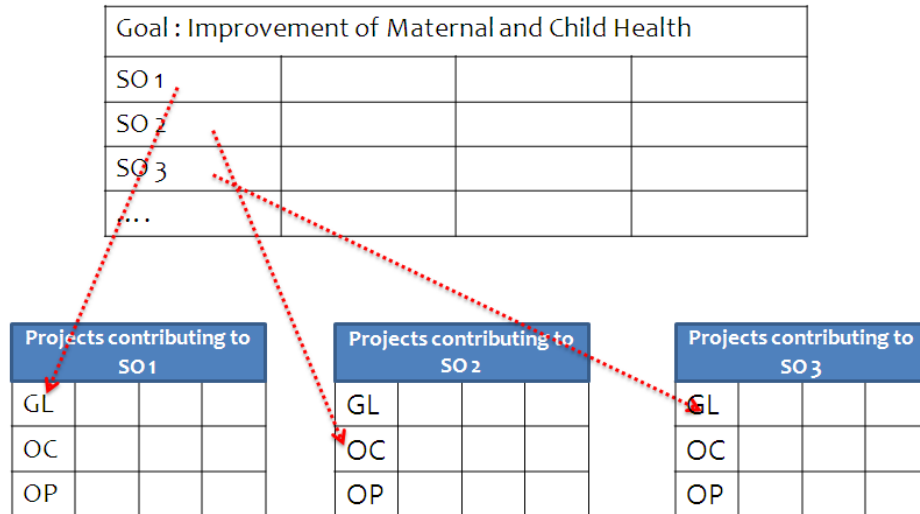 Goal : Improvement of Maternal and Child Health
SO 1
SO 2
SO 3
....
Projects contributing to
SO 1
GL
OC
OP
Projects contributing to
SO 2
GL
OC
OP
Projects contributing to
SO 3
GL
OC
OP